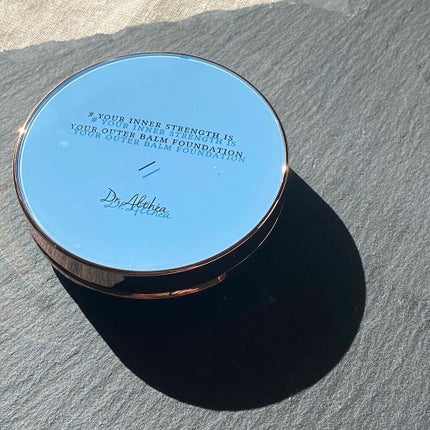 # YOUR INNER STRENGTH IS
YOUR OUTER BALM FOUNDATION
//
Dr.Althea